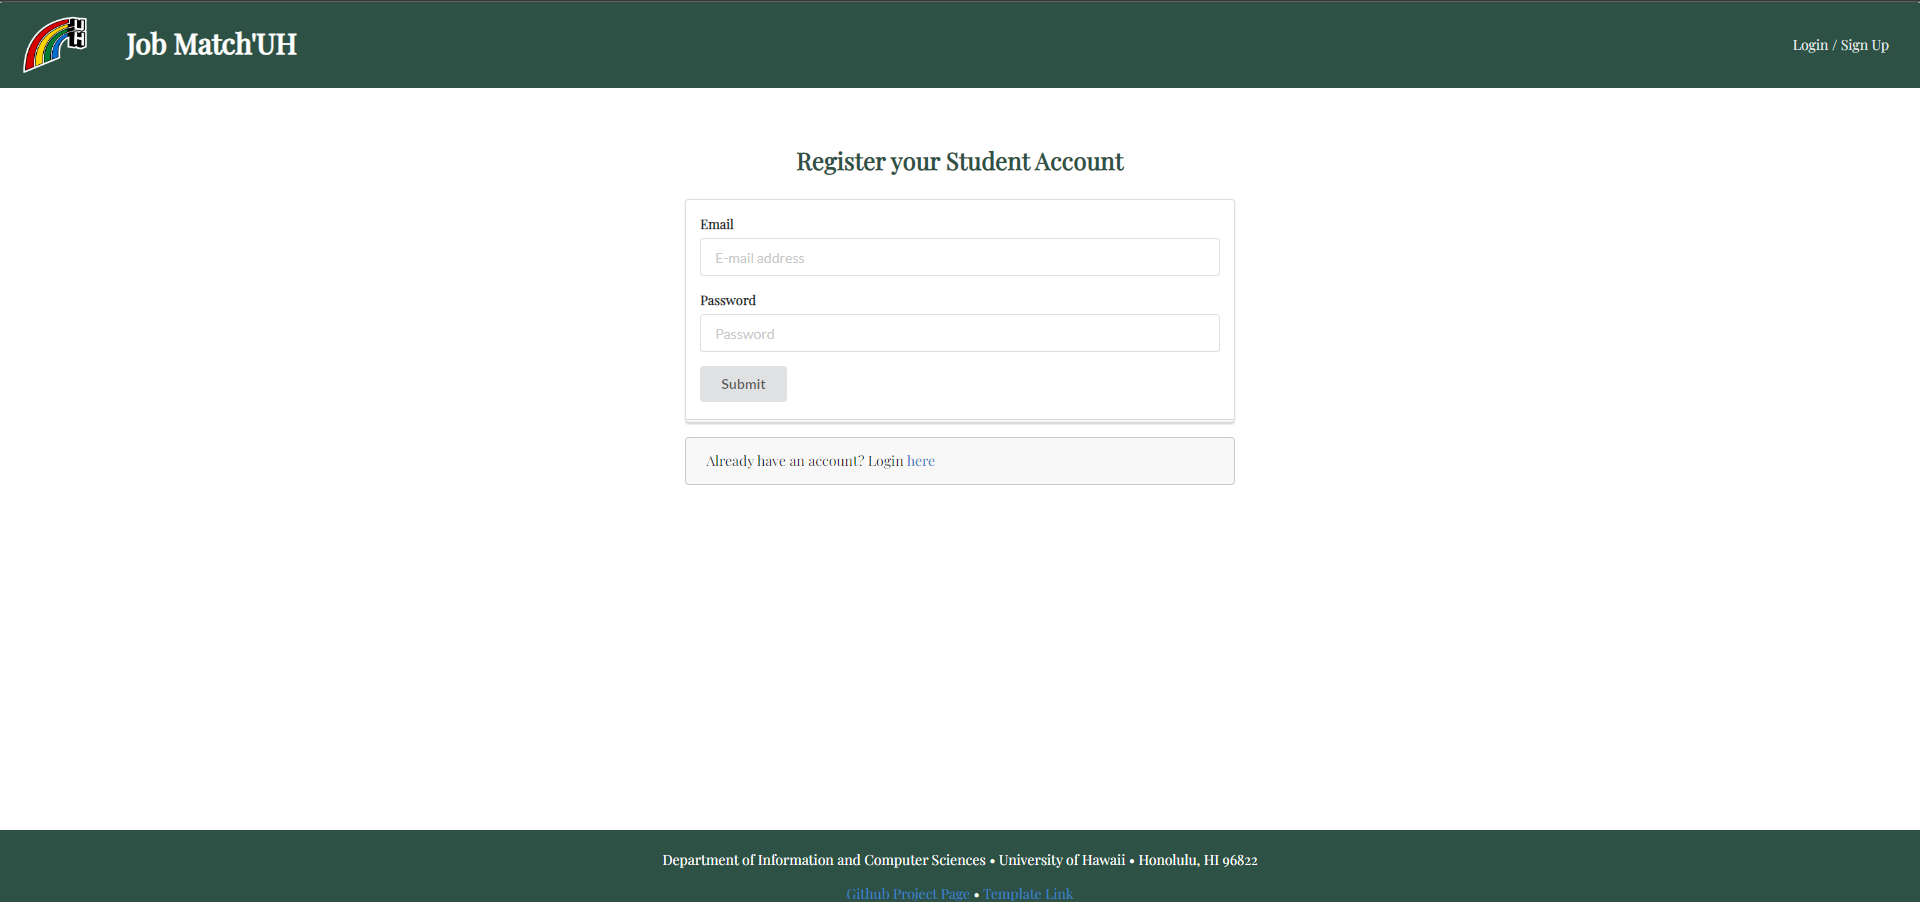 UH
Job Match'UH
Login / Sign Up
Register your Student Account
Email
E-mail address
Password
Password
Submit
Already have an account? Login here
Department of Information and Computer Sciences • University of Hawaii • Honolulu, HI 96822
Github Project Page • Template Link